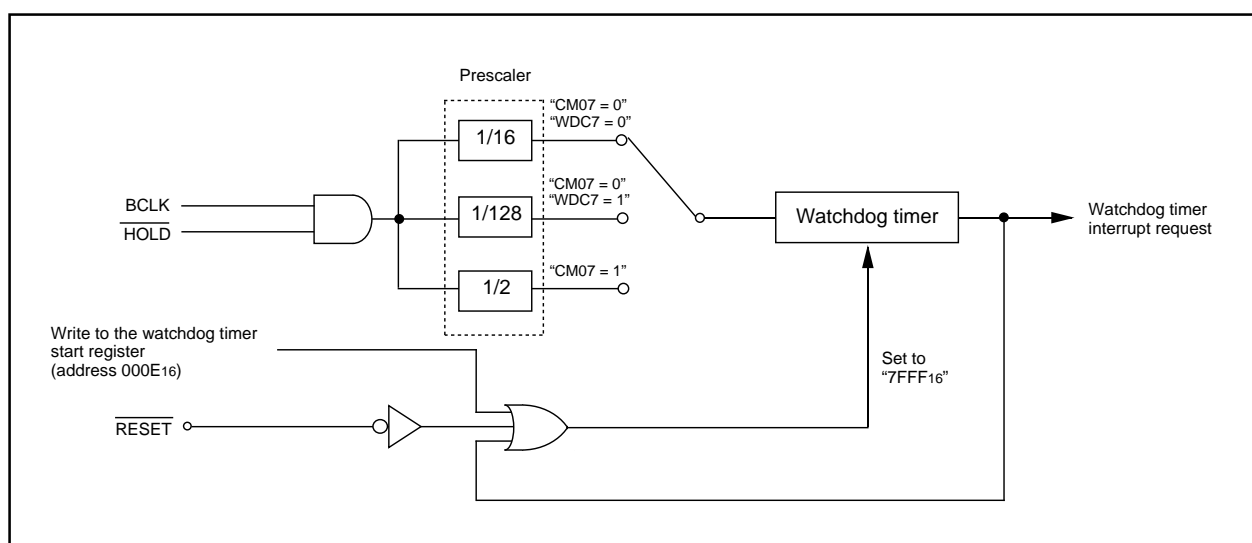 Prescaler
“CM07 = 0”
“WDC7 = 0”
1/16
BCLK
HOLD
“CM07 = 0”
“WDC7 = 1”
1/128
Watchdog timer
Watchdog timer
interrupt request
“CM07 = 1”
1/2
Write to the watchdog timer
start register
(address 000E16)
Set to
“7FFF16”
RESET